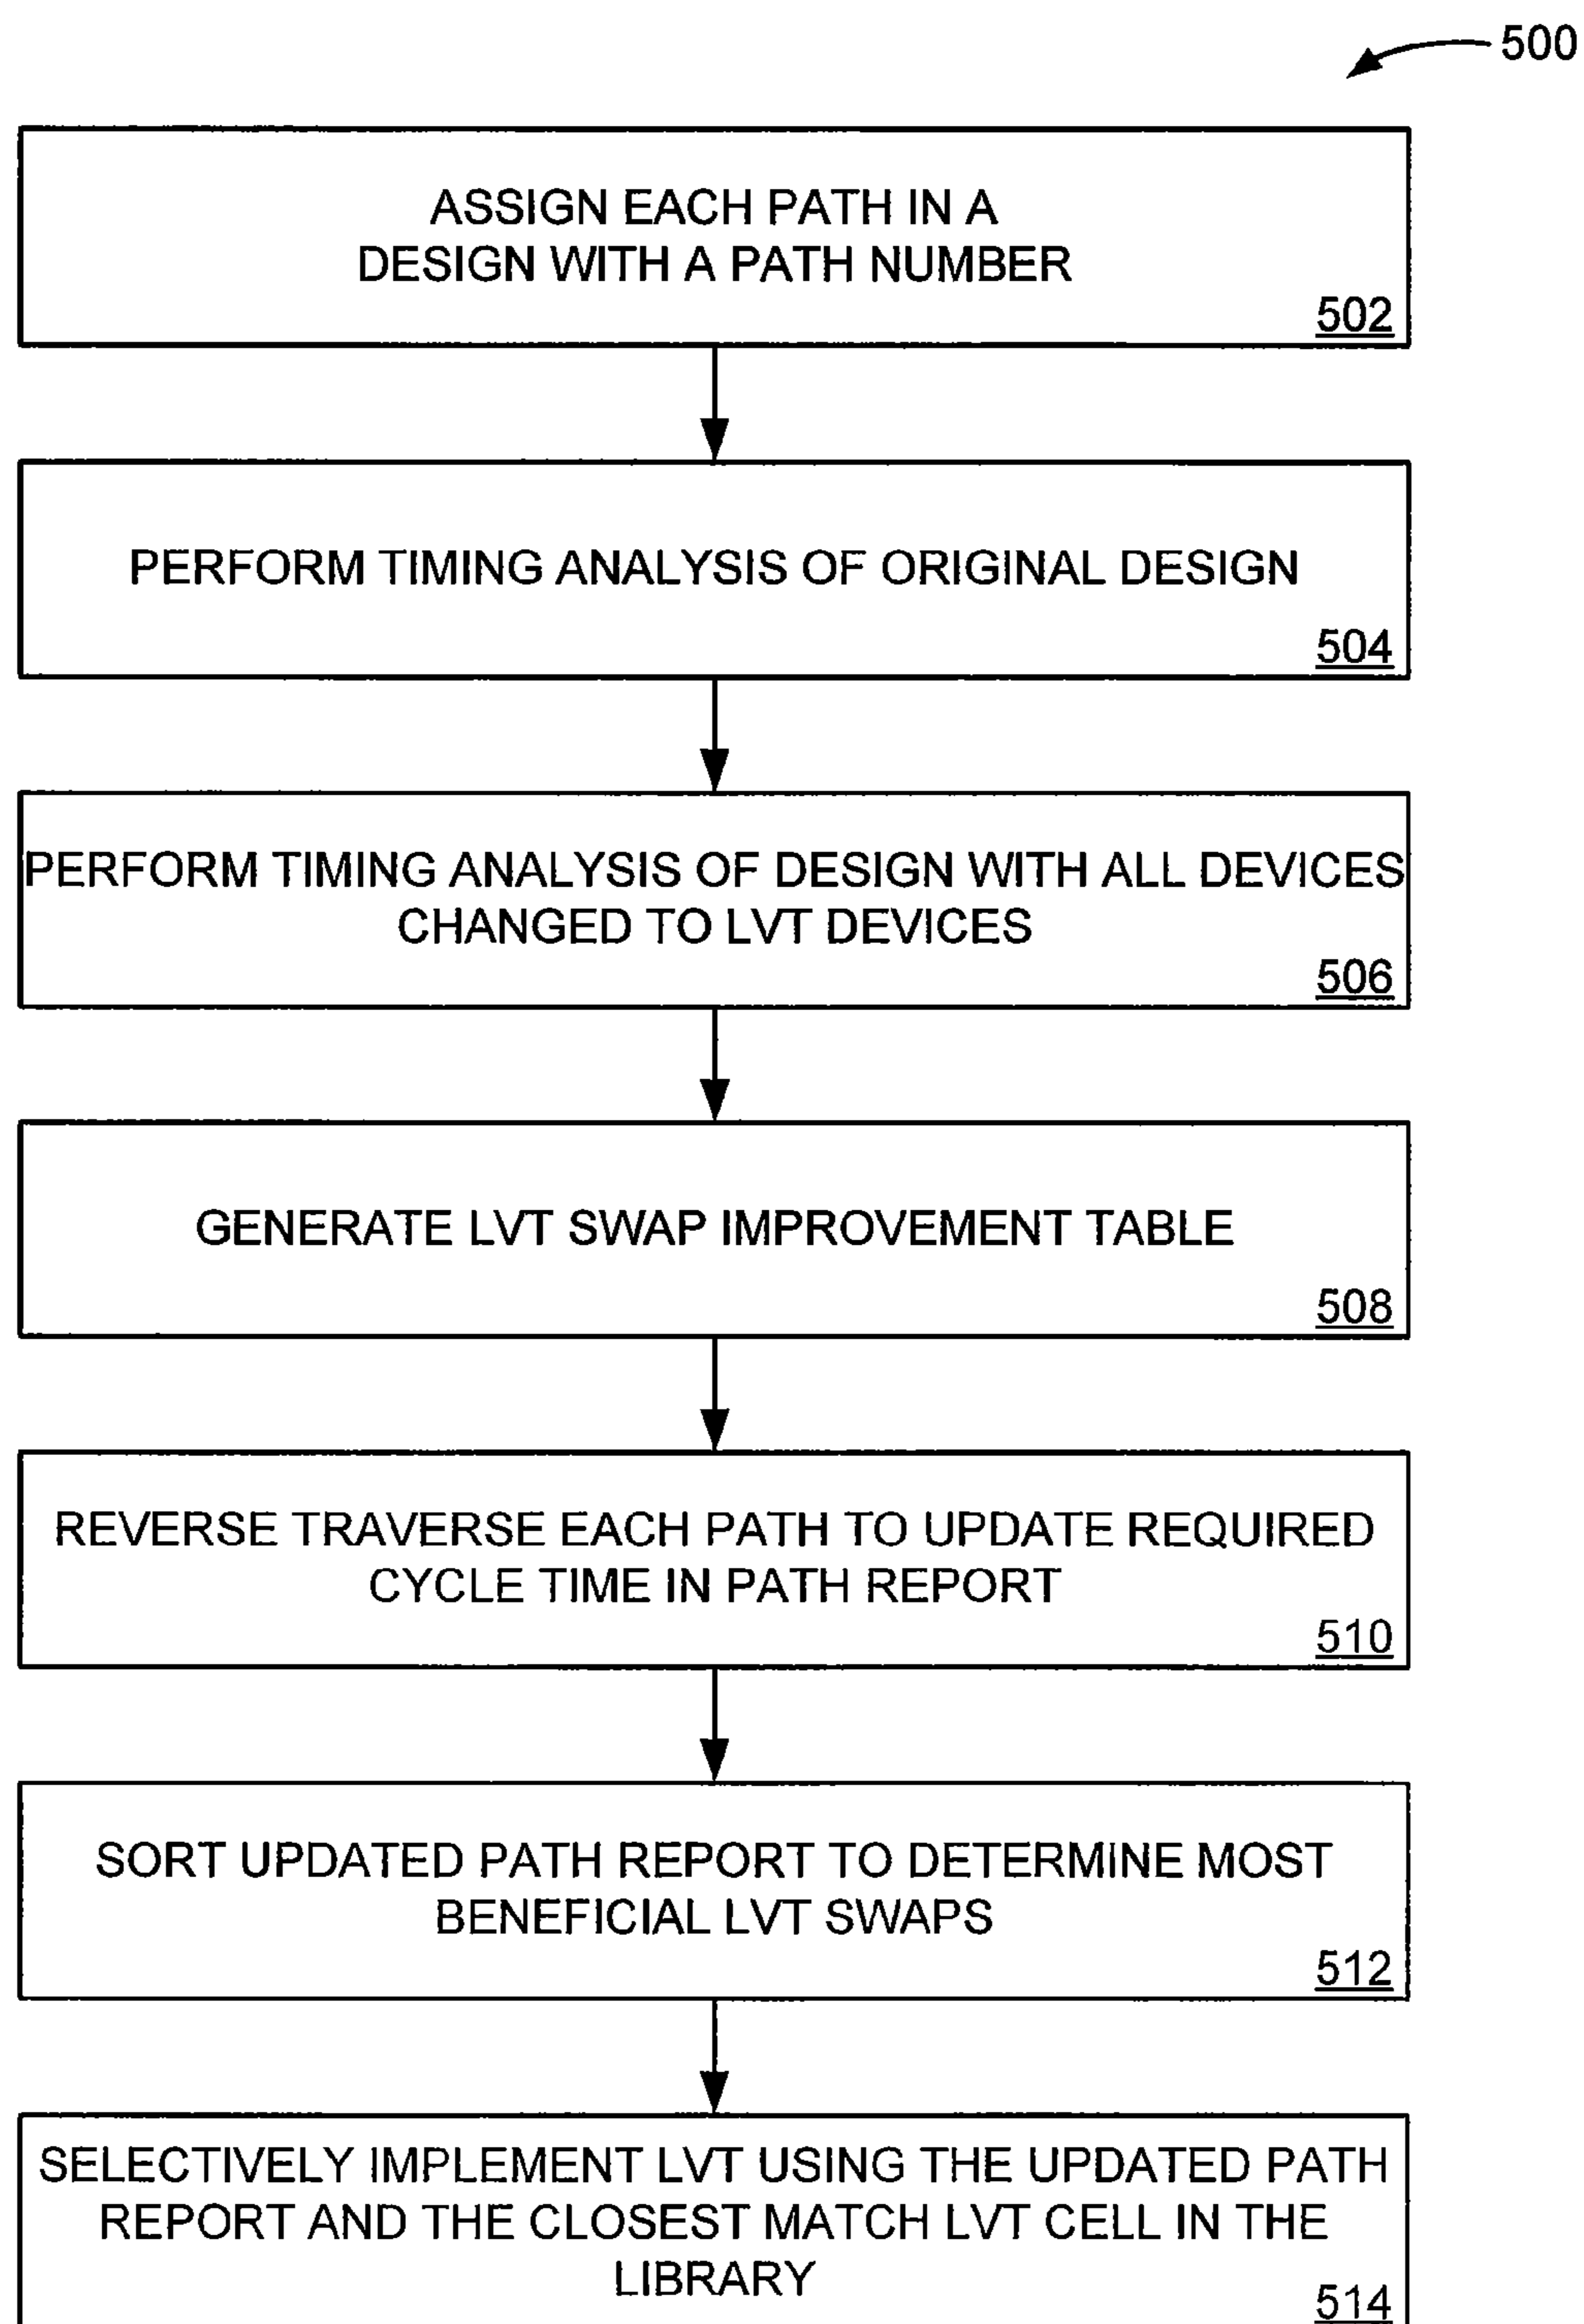 500
ASSIGN EACH PATH IN A
DESIGN WITH A PATH NUMBER
502
PERFORM TIMING ANALYSIS OF ORIGINAL DESIGN
504
PERFORM TIMING ANALYSIS OF DESIGN WITH ALL DEVICES
CHANGED TO LVT DEVICES
506
GENERATE LVT SWAP IMPROVEMENT TABLE
508
REVERSE TRAVERSE EACH PATH TO UPDATE REQUIRED
CYCLE TIME IN PATH REPORT
510
SORT UPDATED PATH REPORT TO DETERMINE MOST
BENEFICIAL LVT SWAPS
512
SELECTIVELY IMPLEMENT LVT USING THE UPDATED PATH
REPORT AND THE CLOSEST MATCH LVT CELL IN THE
LIBRARY
514